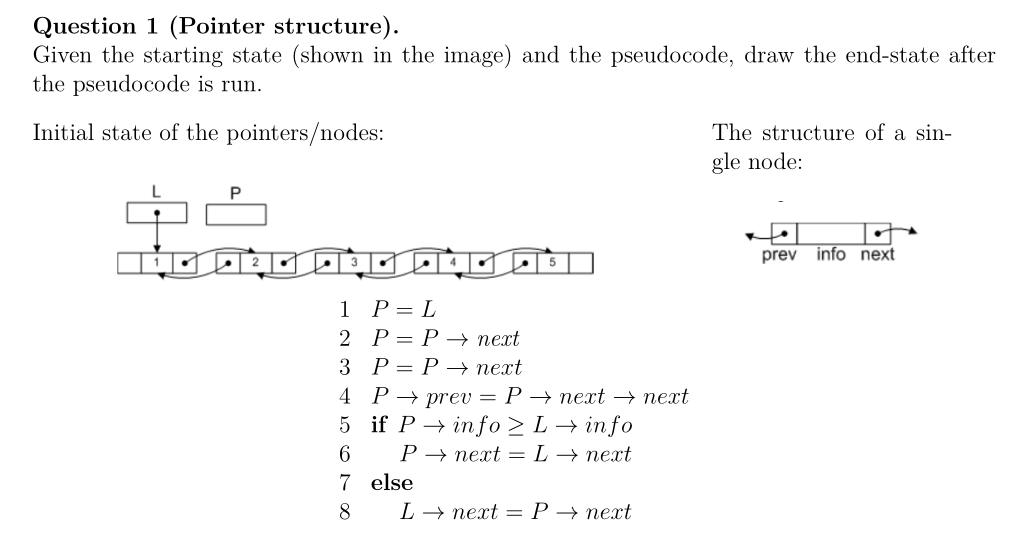 Question 1 (Pointer structure).
Given the starting state (shown in the image) and the pseudocode, draw the end-state after
the pseudocode is run.
Initial state of the pointers/nodes:
The structure of a sin-
gle node:
L P
1 2 3 4 5
prev info next
1 P = L
2 P = P → next
3 P = P → next
4 P → prev = P → next → next
5 if P → info ≥ L → info
6 P → next = L → next
7 else
8 L → next = P → next